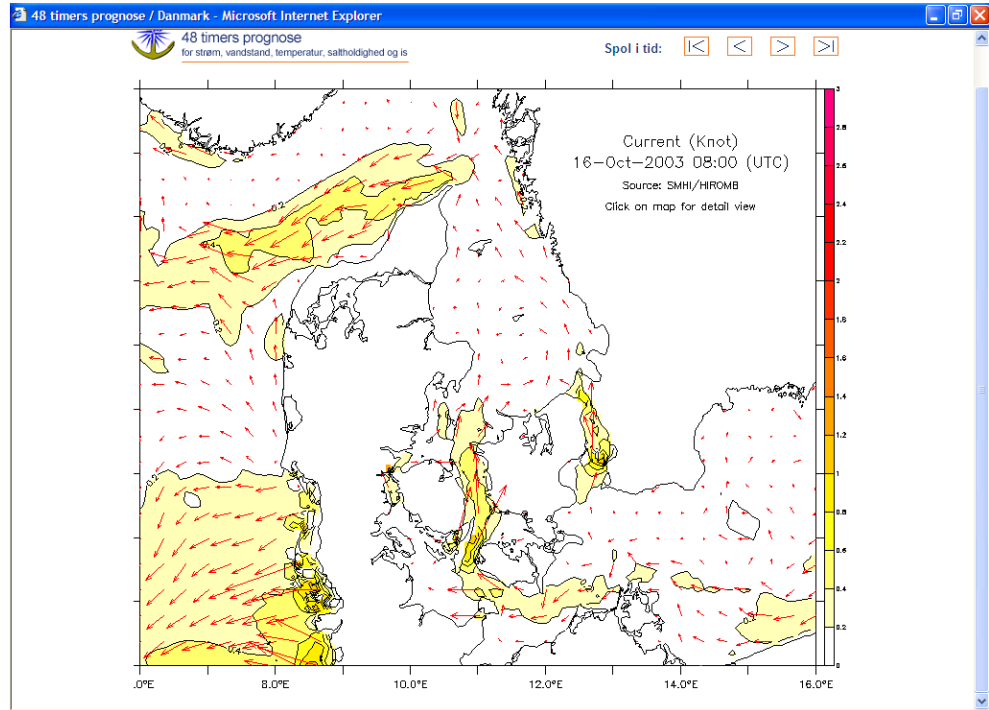 48 timers prognose / Danmark - Microsoft Internet Explorer
48 timers prognose
for strøm, vandstand, temperatur, saltholdighed og is
Spol i tid:
|< < > >|
Current (Knot)
16-Oct-2003 08:00 (UTC)
Source: SMHI/HIROMB
Click on map for detail view
3
2.8
2.6
2.4
2.2
2
1.8
1.6
1.4
1.2
1
0.8
0.6
0.4
0.2
0
0.2
.0°E 8.0°E 10.0°E 12.0°E 14.0°E 16.0°E